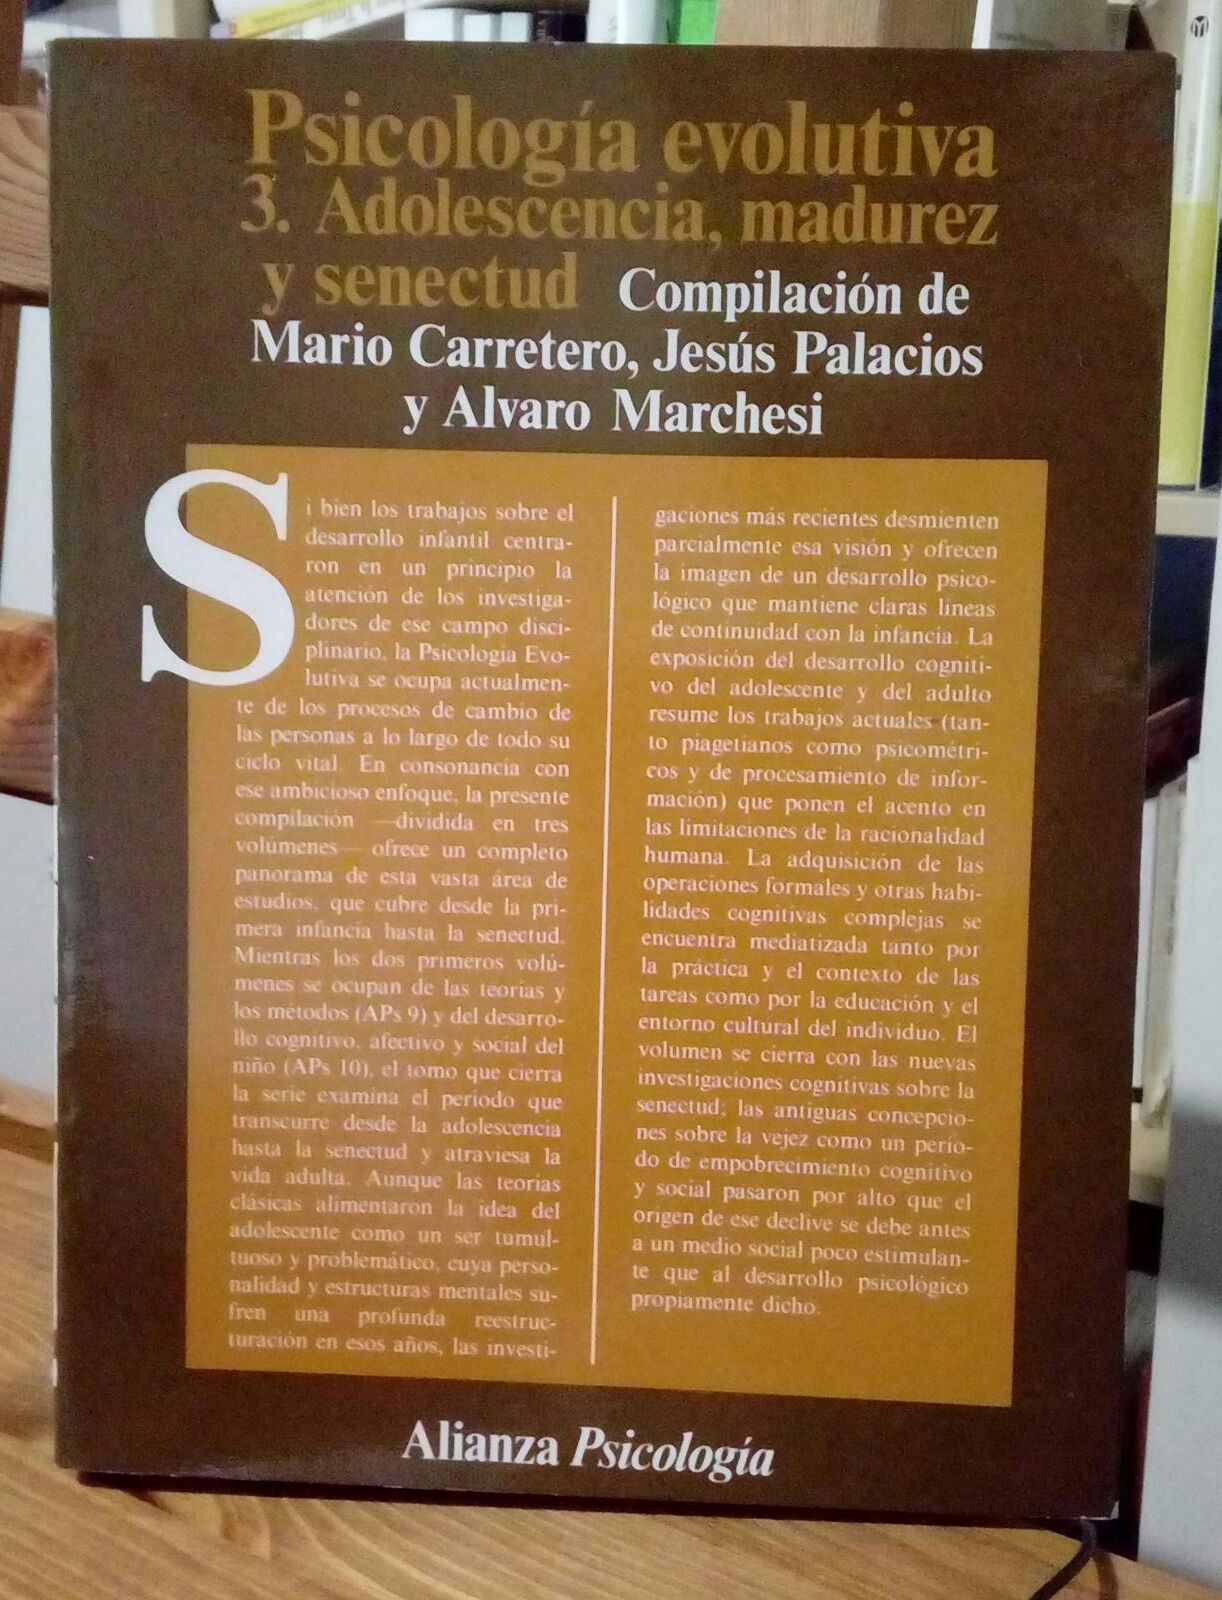 Psicología evolutiva
3. Adolescencia, madurez
y senectud Compilación de
Mario Carretero, Jesús Palacios
y Alvaro Marchesi
Si bien los trabajos sobre el
desarrollo infantil centra-
ron en un principio la
atención de los investiga-
dores de ese campo disci-
plinario, la Psicología Evo-
lutiva se ocupa actualmen-
te de los procesos de cambio de
las personas a lo largo de todo su
ciclo vital. En consonancia con
ese ambicioso enfoque, la presente
compilación —dividida en tres
volúmenes— ofrece un completo
panorama de esta vasta área de
estudios, que cubre desde la pri-
mera infancia hasta la senectud.
Mientras los dos primeros volú-
menes se ocupan de las teorías y
los métodos (APs 9) y del desarro-
llo cognitivo, afectivo y social del
niño (APs 10), el tomo que cierra
la serie examina el período que
transcurre desde la adolescencia
hasta la senectud y atraviesa la
vida adulta. Aunque las teorías
clásicas alimentaron la idea del
adolescente como un ser tumul-
tuoso y problemático, cuya perso-
nalidad y estructuras mentales su-
fren una profunda reestruc-
turación en esos años, las investi-
gaciones más recientes desmienten
parcialmente esa visión y ofrecen
la imagen de un desarrollo psico-
lógico que mantiene claras líneas
de continuidad con la infancia. La
exposición del desarrollo cogniti-
vo del adolescente y del adulto
resume los trabajos actuales (tan-
to piagetianos como psicométri-
cos y de procesamiento de infor-
mación) que ponen el acento en
las limitaciones de la racionalidad
humana. La adquisición de las
operaciones formales y otras habi-
lidades cognitivas complejas se
encuentra mediatizada tanto por
la práctica y el contexto de las
tareas como por la educación y el
entorno cultural del individuo. El
volumen se cierra con las nuevas
investigaciones cognitivas sobre la
senectud; las antiguas concepcio-
nes sobre la vejez como un perío-
do de empobrecimiento cognitivo
y social pasaron por alto que el
origen de ese declive se debe antes
a un medio social poco estimulan-
te que al desarrollo psicológico
propiamente dicho.
Alianza Psicología